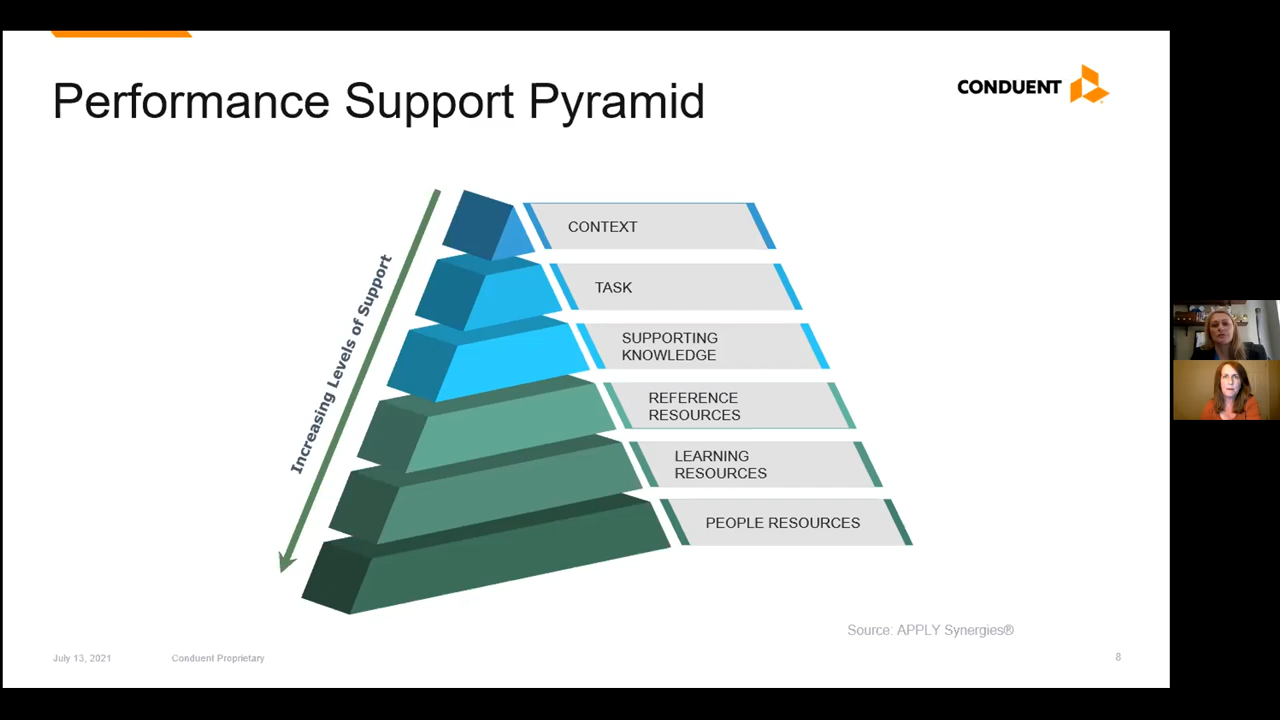 Performance Support Pyramid
CONDUENT
Increasing Levels of Support
CONTEXT
TASK
SUPPORTING
KNOWLEDGE
REFERENCE
RESOURCES
LEARNING
RESOURCES
PEOPLE RESOURCES
Source: APPLY Synergies®
July 13, 2021
Conduent Proprietary
8